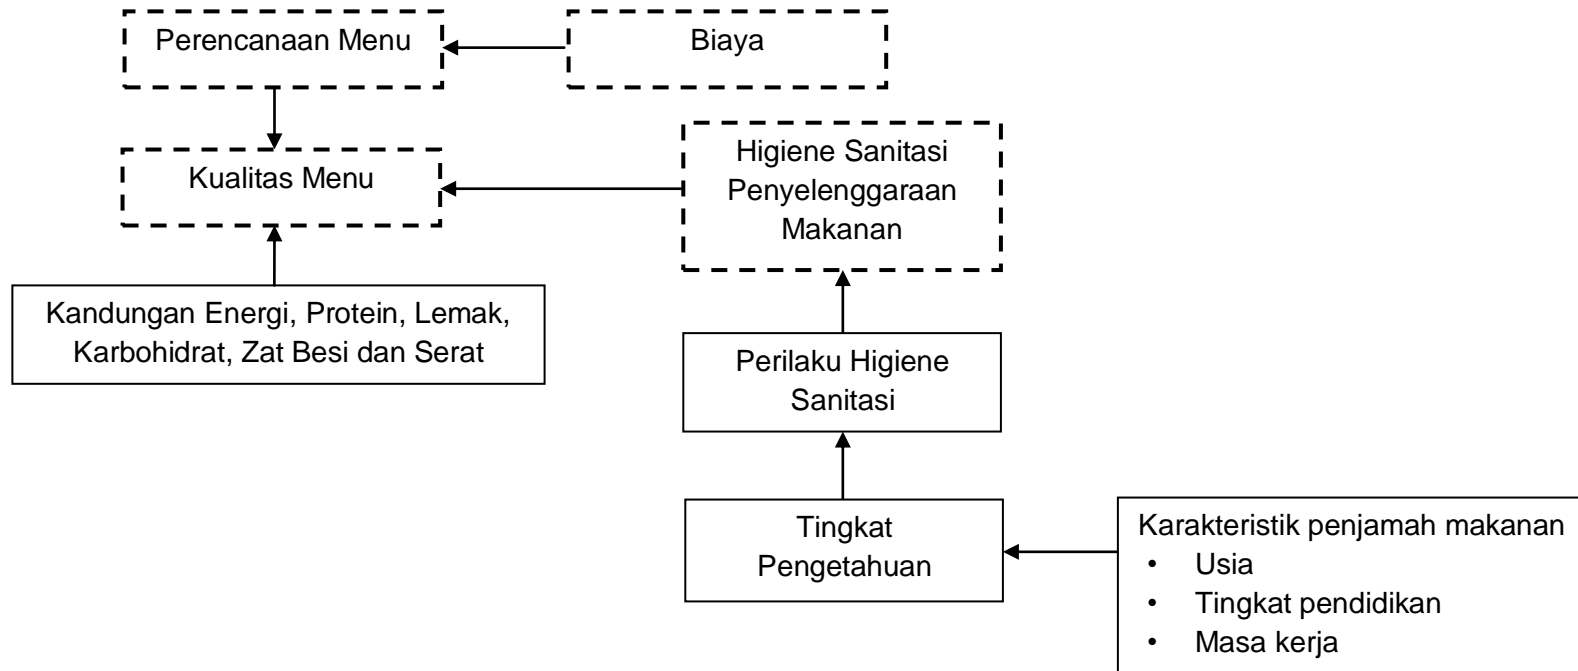 Perencanaan Menu
Biaya
Kualitas Menu
Higiene Sanitasi
Penyelenggaraan
Makanan
Kandungan Energi, Protein, Lemak,
Karbohidrat, Zat Besi dan Serat
Perilaku Higiene
Sanitasi
Tingkat
Pengetahuan
Karakteristik penjamah makanan
• Usia
• Tingkat pendidikan
• Masa kerja